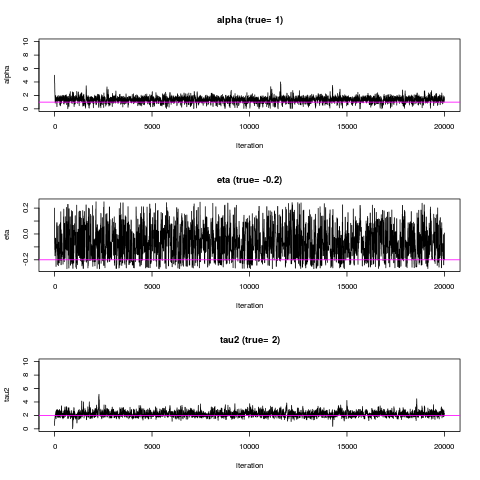 alpha (true= 1)
alpha
0 2 4 6 8 10
0 5000 10000 15000 20000
iteration
eta (true= -0.2)
eta
-0.2 0.0 0.2
0 5000 10000 15000 20000
iteration
tau2 (true= 2)
tau2
0 2 4 6 8 10
0 5000 10000 15000 20000
iteration